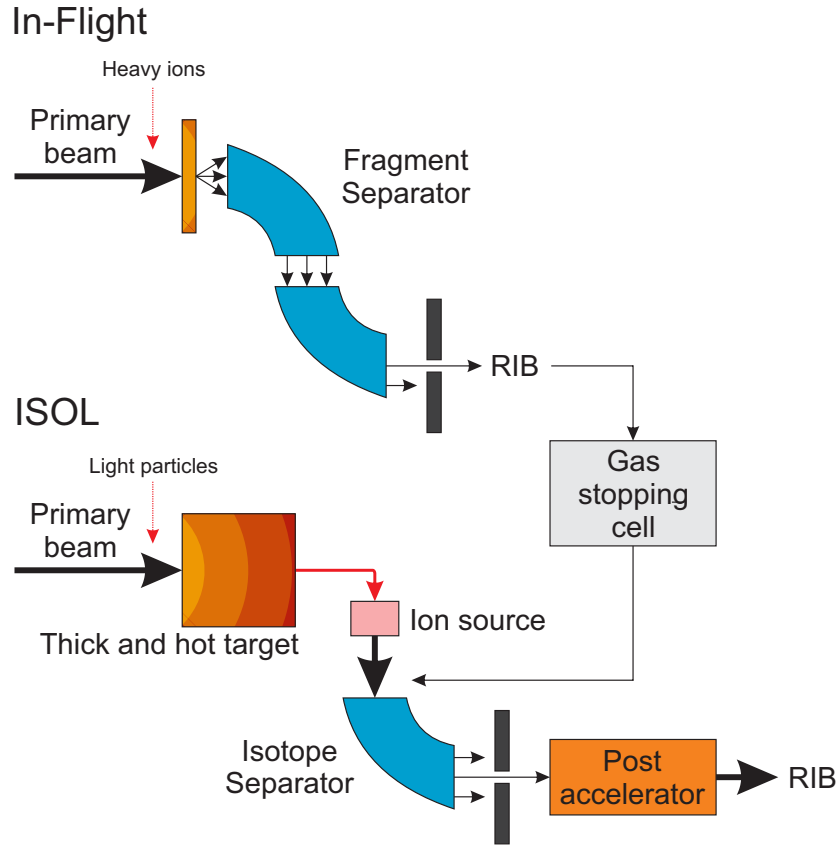 In-Flight
Heavy ions
Primary
beam
Fragment
Separator
RIB
Gas
stopping
cell
ISOL
Light particles
Primary
beam
Thick and hot target
Ion source
Isotope
Separator
Post
accelerator
RIB